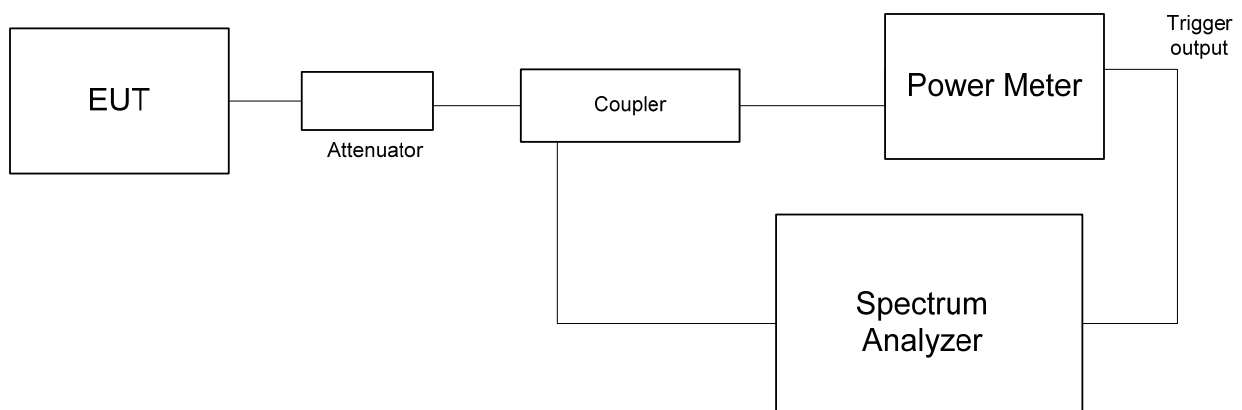 EUT
Attenuator
Coupler
Power Meter
Trigger
output
Spectrum
Analyzer